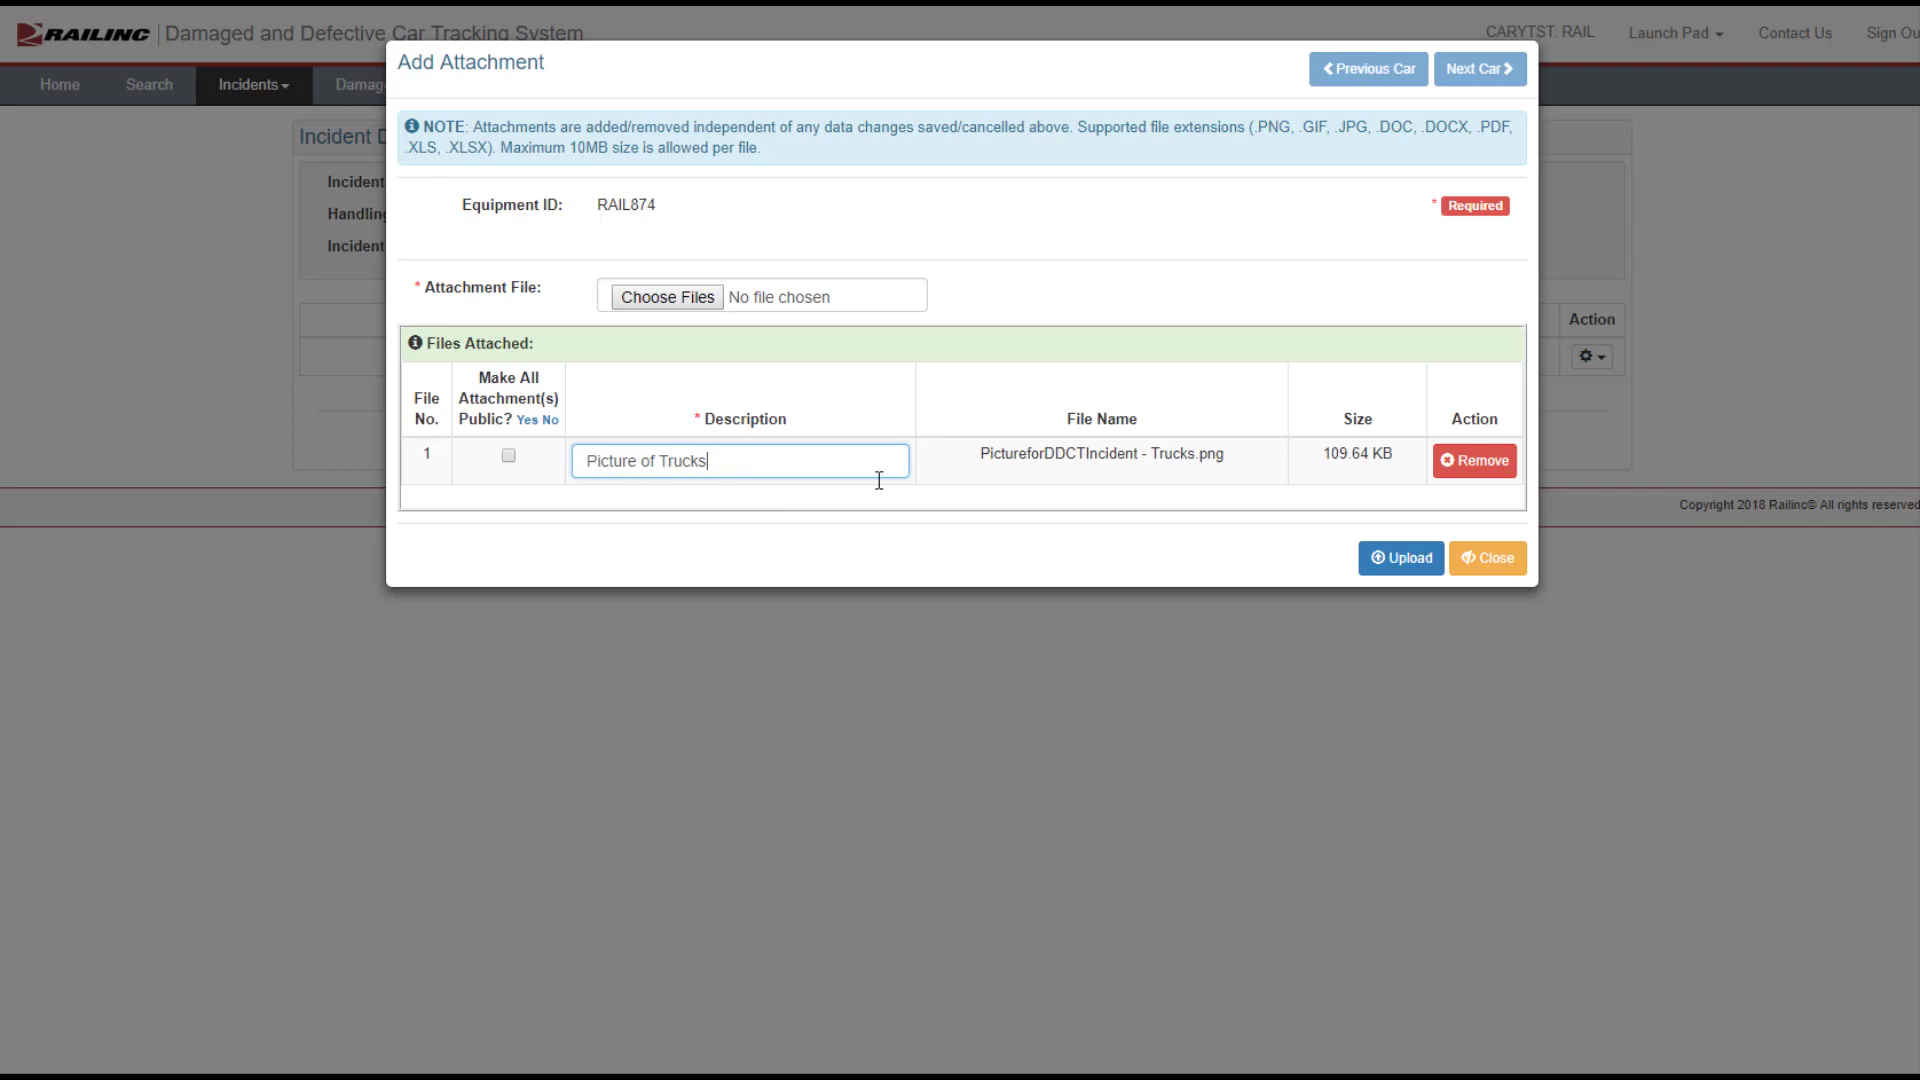 RAILINC Damaged and Defective Car Tracking System
CARYTST: RAIL
Launch Pad
Contact Us
Sign Ou
Home
Search
Incidents
Damag
Add Attachment
Previous Car
Next Car
Incident D
NOTE: Attachments are added/removed independent of any data changes saved/cancelled above. Supported file extensions (.PNG, .GIF, .JPG, .DOC, .DOCX, .PDF,
.XLS, .XLSX). Maximum 10MB size is allowed per file.
Incident
Handling
Incident
Equipment ID: RAIL874
* Required
* Attachment File: Choose Files No file chosen
Action
Files Attached:
File
No.
Make All
Attachment(s)
Public? Yes No
* Description
File Name
Size
Action
1
Picture of Trucks
PictureforDDCTIncident - Trucks.png
109.64 KB
Remove
Copyright 2018 Railinc© All rights reserved
Upload
Close